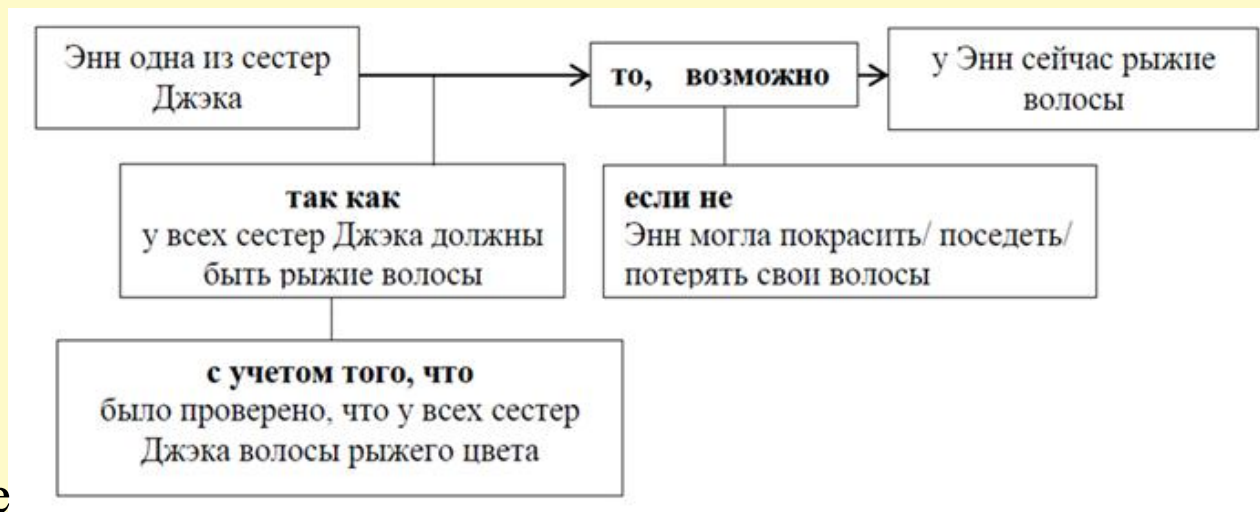 Энн одна из сестер
Джэка
то, возможно
у Энн сейчас рыжие
волосы
так как
у всех сестер Джэка должны
быть рыжие волосы
если не
Энн могла покрасить/ поседеть/
потерять свои волосы
с учетом того, что
было проверено, что у всех сестер
Джэка волосы рыжего цвета
е